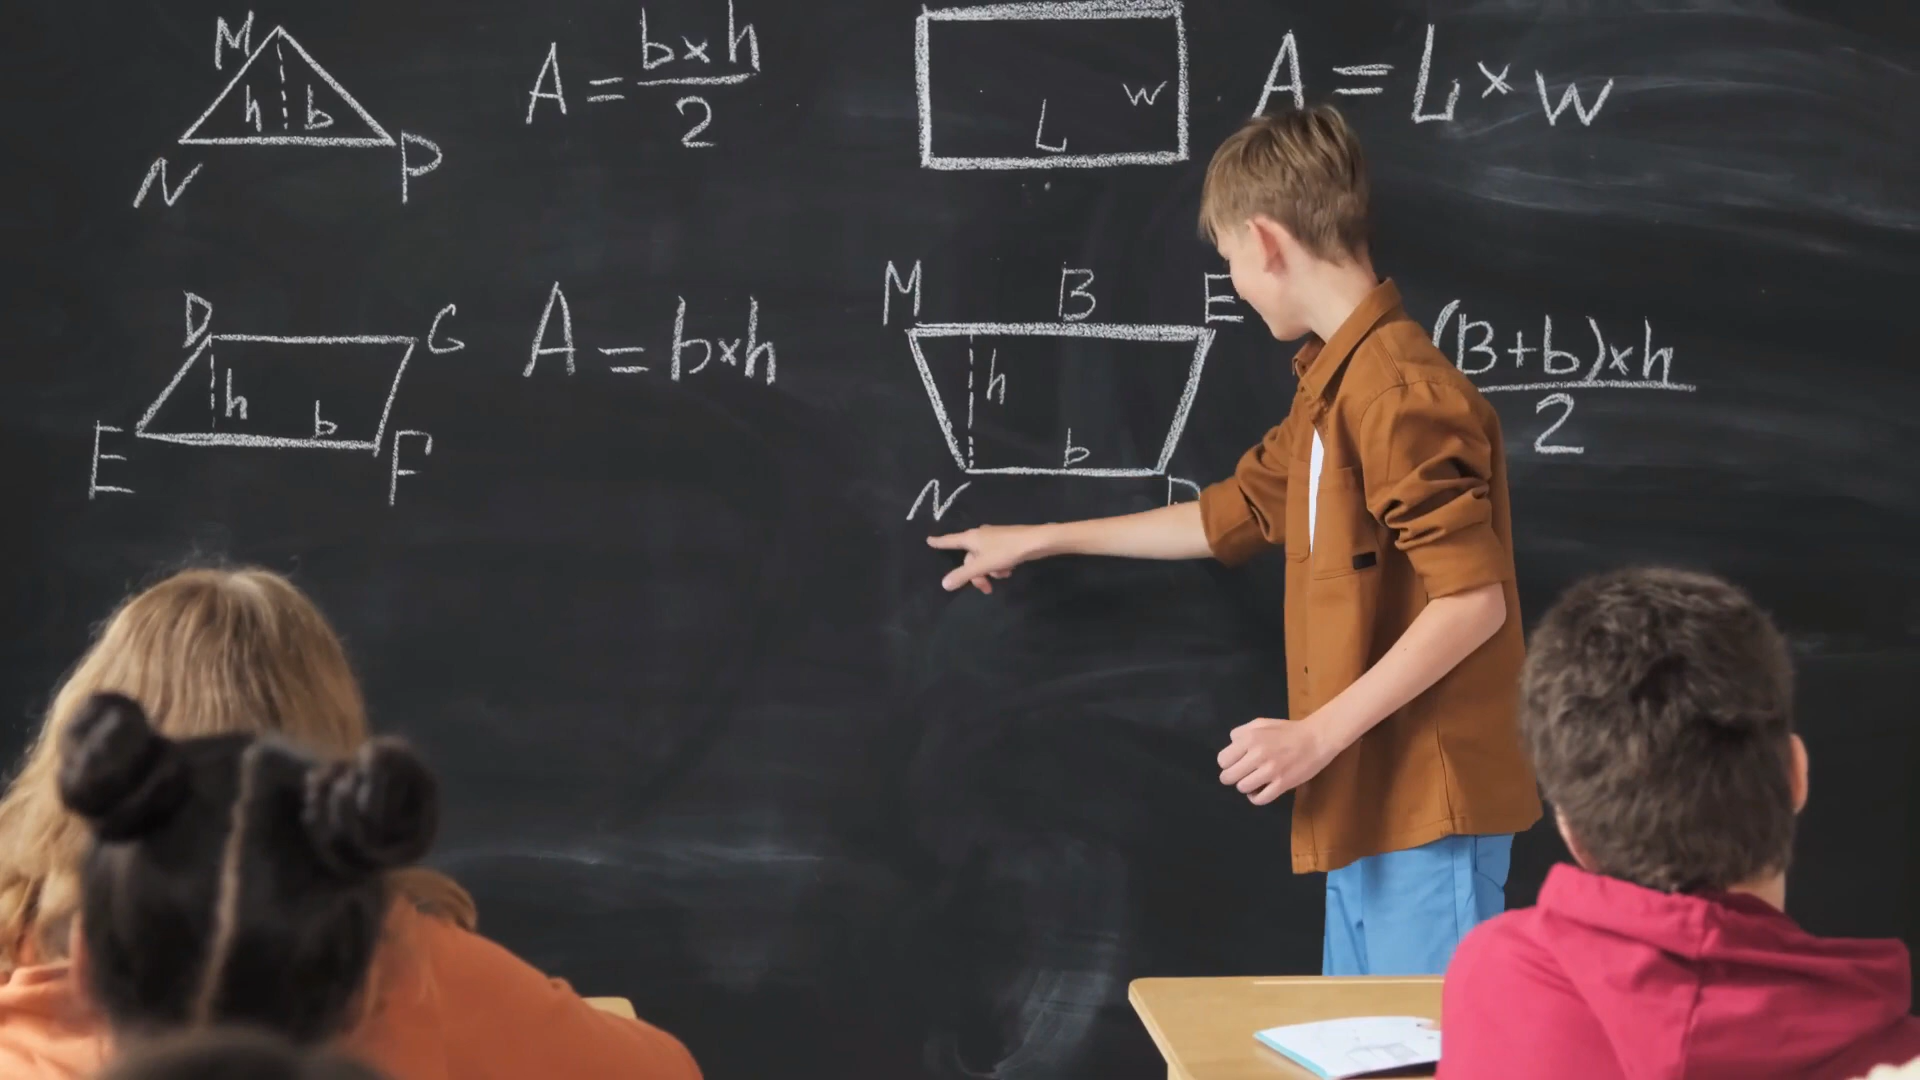 M
h b
N P
A = b×h / 2
L w
A = L×w
D G
h b
E F
A = b×h
M B E
h
b
N P
(B+b)×h / 2